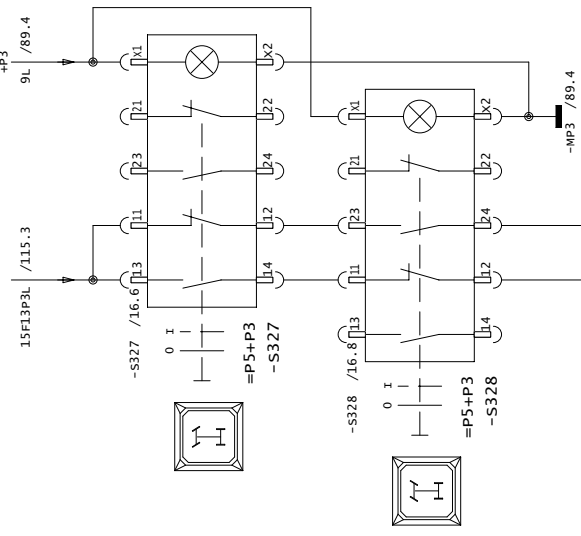 +P3
9L /89.4
15F13P3L /115.3
X1
X2
21
22
23
24
11
12
13
14
-S327 /16.6
O I
=P5+P3
-S327
X1
X2
21
22
23
24
11
12
13
14
-S328 /16.8
O I
=P5+P3
-S328
-MP3 /89.4